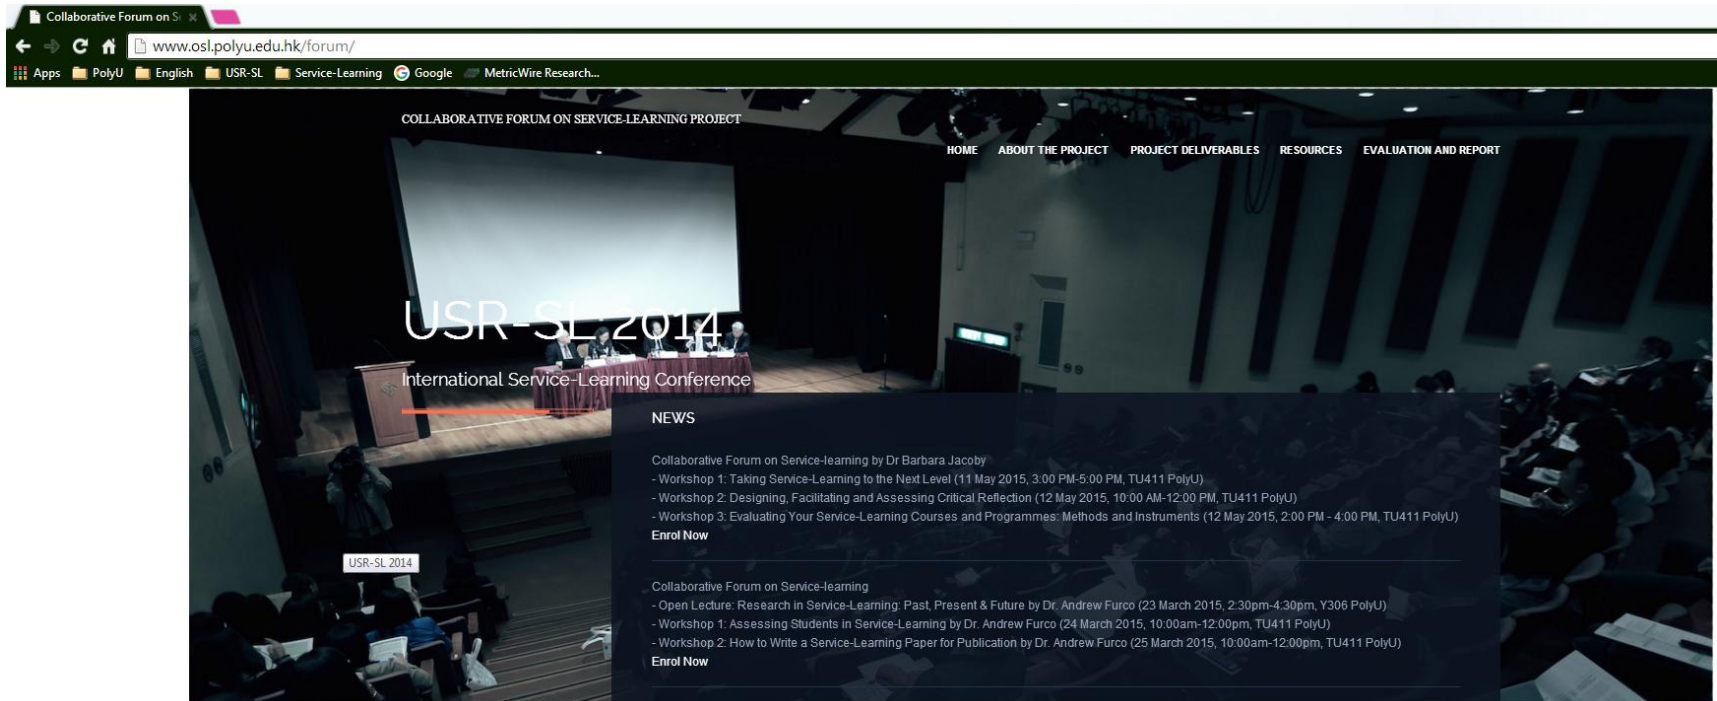 Collaborative Forum on S
www.osl.polyu.edu.hk/forum/
Apps PolyU English USR-SL Service-Learning Google MetricWire Research...
COLLABORATIVE FORUM ON SERVICE-LEARNING PROJECT
HOME ABOUT THE PROJECT PROJECT DELIVERABLES RESOURCES EVALUATION AND REPORT
USR-SL 2014
International Service-Learning Conference
NEWS
Collaborative Forum on Service-learning by Dr Barbara Jacoby
- Workshop 1: Taking Service-Learning to the Next Level (11 May 2015, 3:00 PM-5:00 PM, TU411 PolyU)
- Workshop 2: Designing, Facilitating and Assessing Critical Reflection (12 May 2015, 10:00 AM-12:00 PM, TU411 PolyU)
- Workshop 3: Evaluating Your Service-Learning Courses and Programmes: Methods and Instruments (12 May 2015, 2:00 PM - 4:00 PM, TU411 PolyU)
Enrol Now
USR-SL 2014
Collaborative Forum on Service-learning
- Open Lecture: Research in Service-Learning: Past, Present & Future by Dr. Andrew Furco (23 March 2015, 2:30pm-4:30pm, Y306 PolyU)
- Workshop 1: Assessing Students in Service-Learning by Dr. Andrew Furco (24 March 2015, 10:00am-12:00pm, TU411 PolyU)
- Workshop 2: How to Write a Service-Learning Paper for Publication by Dr. Andrew Furco (25 March 2015, 10:00am-12:00pm, TU411 PolyU)
Enrol Now